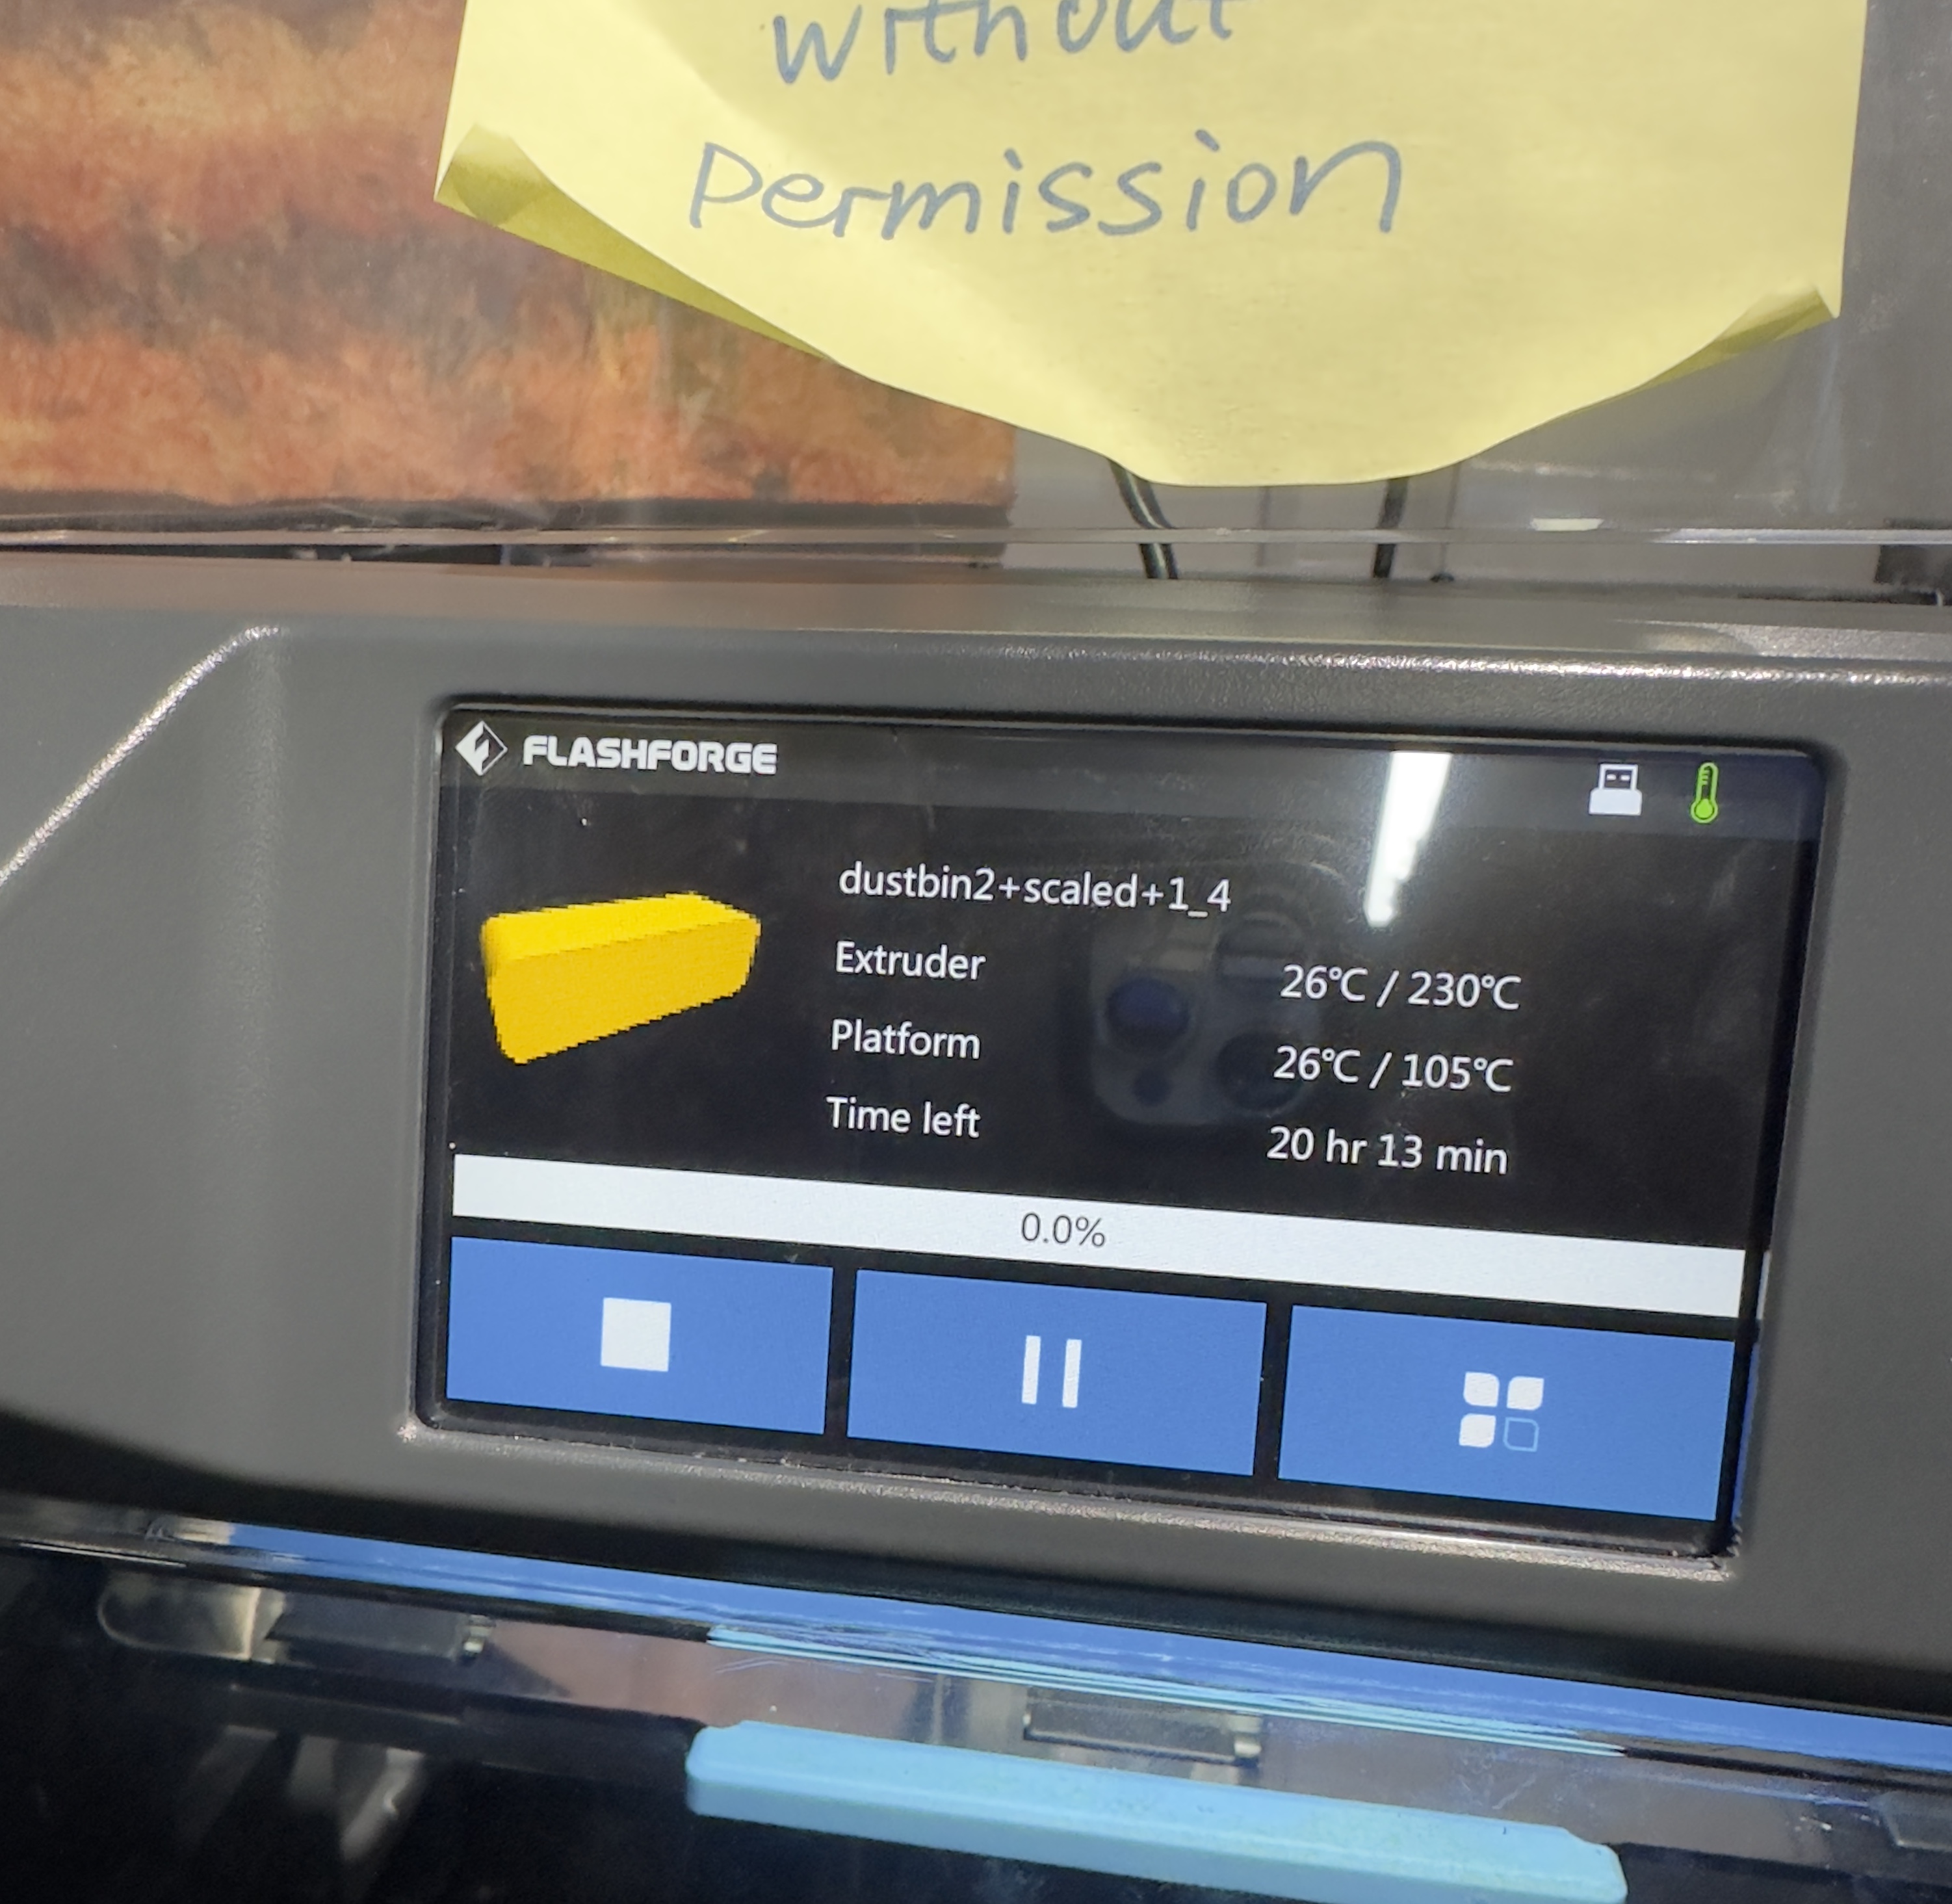 without
Permission
FLASHFORGE
dustbin2+scaled+1_4
Extruder 26℃ / 230℃
Platform 26℃ / 105℃
Time left 20 hr 13 min
0.0%